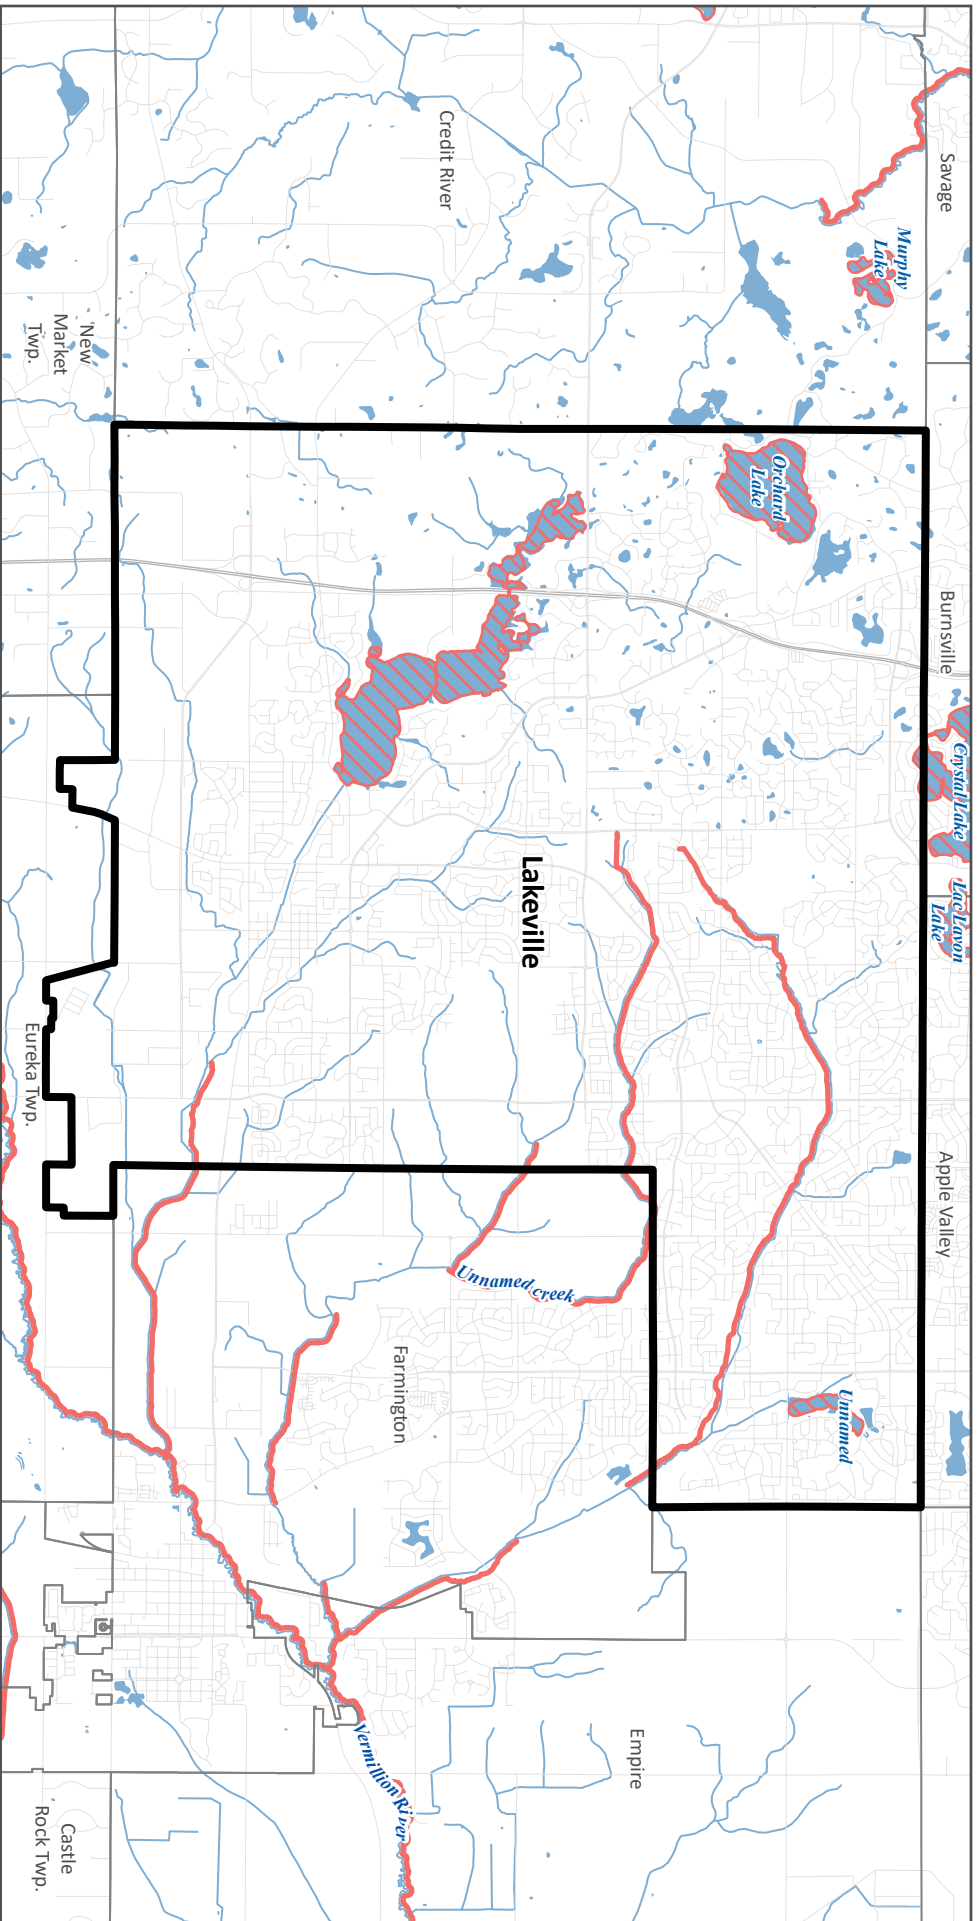 Savage
Murphy
Lake
Credit River
New
Market
Twp.
Orchard
Lake
Burnsville
Crystal Lake
Lac Lavon
Lake
Lakeville
Apple Valley
Eureka Twp.
Unnamed creek
Farmington
Unnamed
Vermillion River
Empire
Castle
Rock Twp.